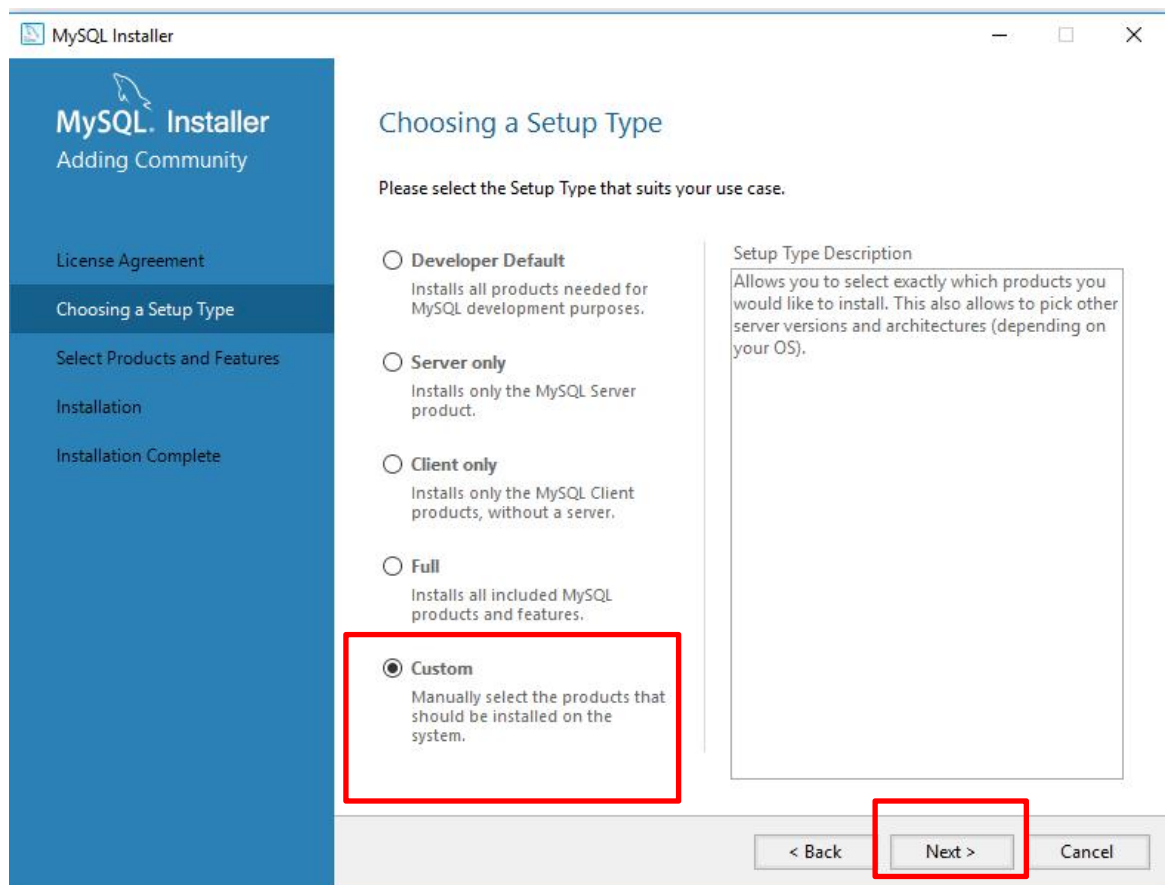 MySQL Installer
MySQL. Installer
Adding Community
License Agreement
Choosing a Setup Type
Select Products and Features
Installation
Installation Complete
Choosing a Setup Type
Please select the Setup Type that suits your use case.
Developer Default
Installs all products needed for
MySQL development purposes.
Server only
Installs only the MySQL Server
product.
Client only
Installs only the MySQL Client
products, without a server.
Full
Installs all included MySQL
products and features.
Custom
Manually select the products that
should be installed on the
system.
Setup Type Description
Allows you to select exactly which products you
would like to install. This also allows to pick other
server versions and architectures (depending on
your OS).
< Back
Next >
Cancel